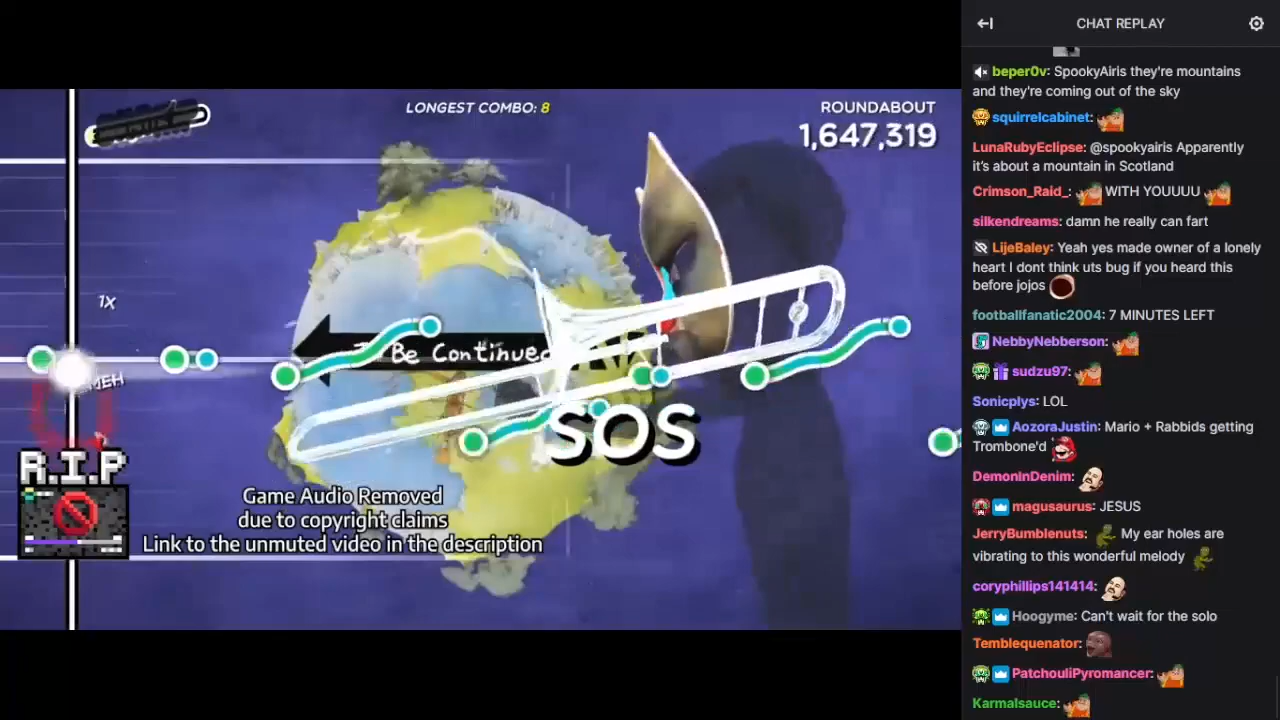 LONGEST COMBO: 8
ROUNDABOUT
1,647,319
1X
MEH
Be Continued
SOS
R.I.P
Game Audio Removed
due to copyright claims
Link to the unmuted video in the description
CHAT REPLAY
beper0v: SpookyAiris they're mountains
and they're coming out of the sky
squirrelcabinet:
LunaRubyEclipse: @spookyairis Apparently
it's about a mountain in Scotland
Crimson_Raid_: WITH YOUUUU
silkendreams: damn he really can fart
LijeBaley: Yeah yes made owner of a lonely
heart I dont think uts bug if you heard this
before jojos
footballfanatic2004: 7 MINUTES LEFT
NebbyNebberson:
sudzu97:
Sonicplys: LOL
AozoraJustin: Mario + Rabbids getting
Trombone'd
DemonInDenim:
magusaurus: JESUS
JerryBumblenuts: My ear holes are
vibrating to this wonderful melody
coryphillips141414:
Hoogyme: Can't wait for the solo
Temblequenator:
PatchouliPyromancer:
Karmalsauce: